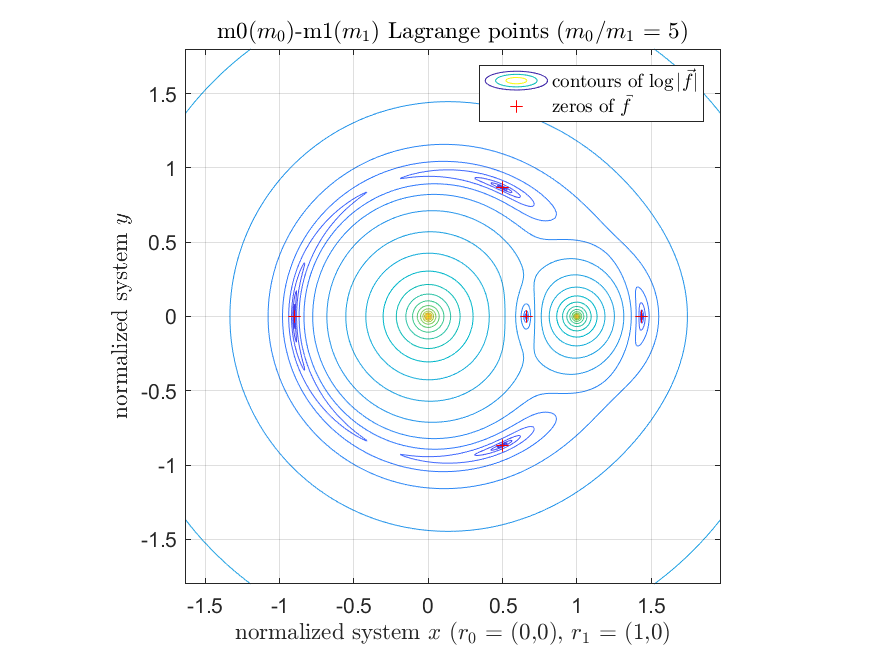 m0(m₀)-m1(m₁) Lagrange points (m₀/m₁ = 5)
contours of log|f⃗|
zeros of f⃗
1.5
1
0.5
0
-0.5
-1
-1.5
normalized system y
-1.5 -1 -0.5 0 0.5 1 1.5
normalized system x (r₀ = (0,0), r₁ = (1,0)